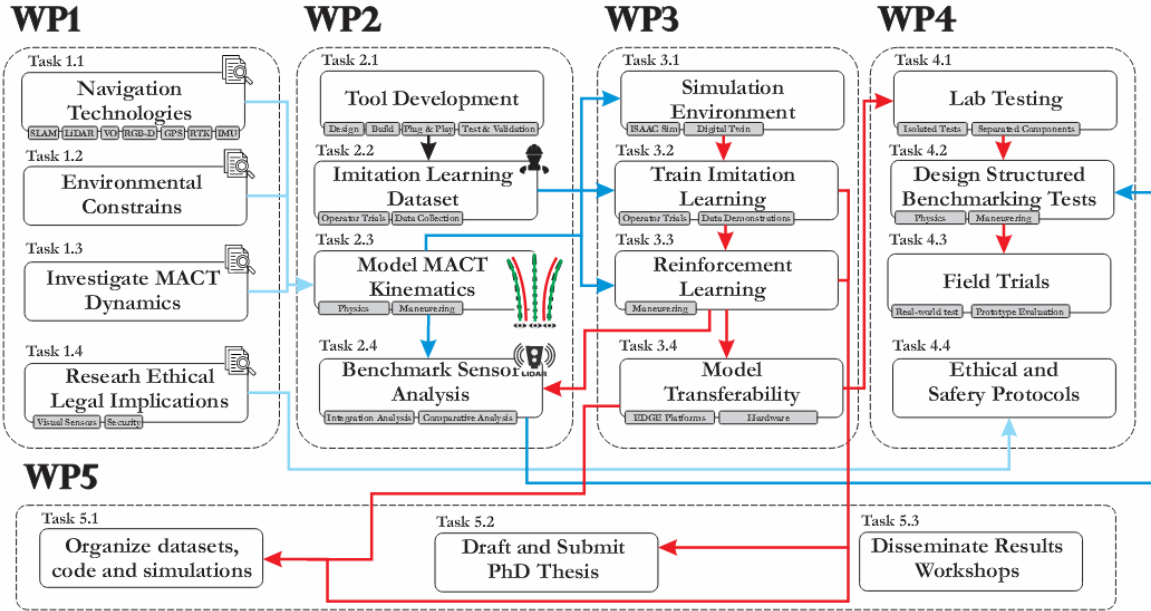 WP1
Task 1.1
Navigation
Technologies
SLAM
LiDAR
VO
RGB-D
GPS
RTK
IMU
Task 1.2
Environmental
Constrains
Task 1.3
Investigate MACT
Dynamics
Task 1.4
Researh Ethical
Legal Implications
Visual Sensors
Security
WP2
Task 2.1
Tool Development
Design
Build
Plug & Play
Test & Validation
Task 2.2
Imitation Learning
Dataset
Operator Trials
Data Collection
Task 2.3
Model MACT
Kinematics
Physics
Maneuvering
Task 2.4
LIDAR
Benchmark Sensor
Analysis
Integration Analysis
Comparative Analysis
WP3
Task 3.1
Simulation
Environment
ISAAC Sim
Digital Twin
Task 3.2
Train Imitation
Learning
Operator Trials
Data Demonstrations
Task 3.3
Reinforcement
Learning
Maneuvering
Task 3.4
Model
Transferability
EDGE Platforms
Hardware
WP4
Task 4.1
Lab Testing
Isolated Tests
Separated Components
Task 4.2
Design Structured
Benchmarking Tests
Physics
Maneuvering
Task 4.3
Field Trials
Real-world test
Prototype Evaluation
Task 4.4
Ethical and
Safety Protocols
WP5
Task 5.1
Organize datasets,
code and simulations
Task 5.2
Draft and Submit
PhD Thesis
Task 5.3
Disseminate Results
Workshops